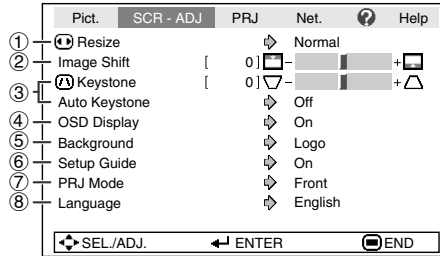 Pict. SCR - ADJ PRJ Net. Help
① Resize Normal
② Image Shift [ 0 ] - +
③ Keystone [ 0 ] - +
Auto Keystone Off
④ OSD Display On
⑤ Background Logo
⑥ Setup Guide On
⑦ PRJ Mode Front
⑧ Language English
SEL./ADJ. ENTER END